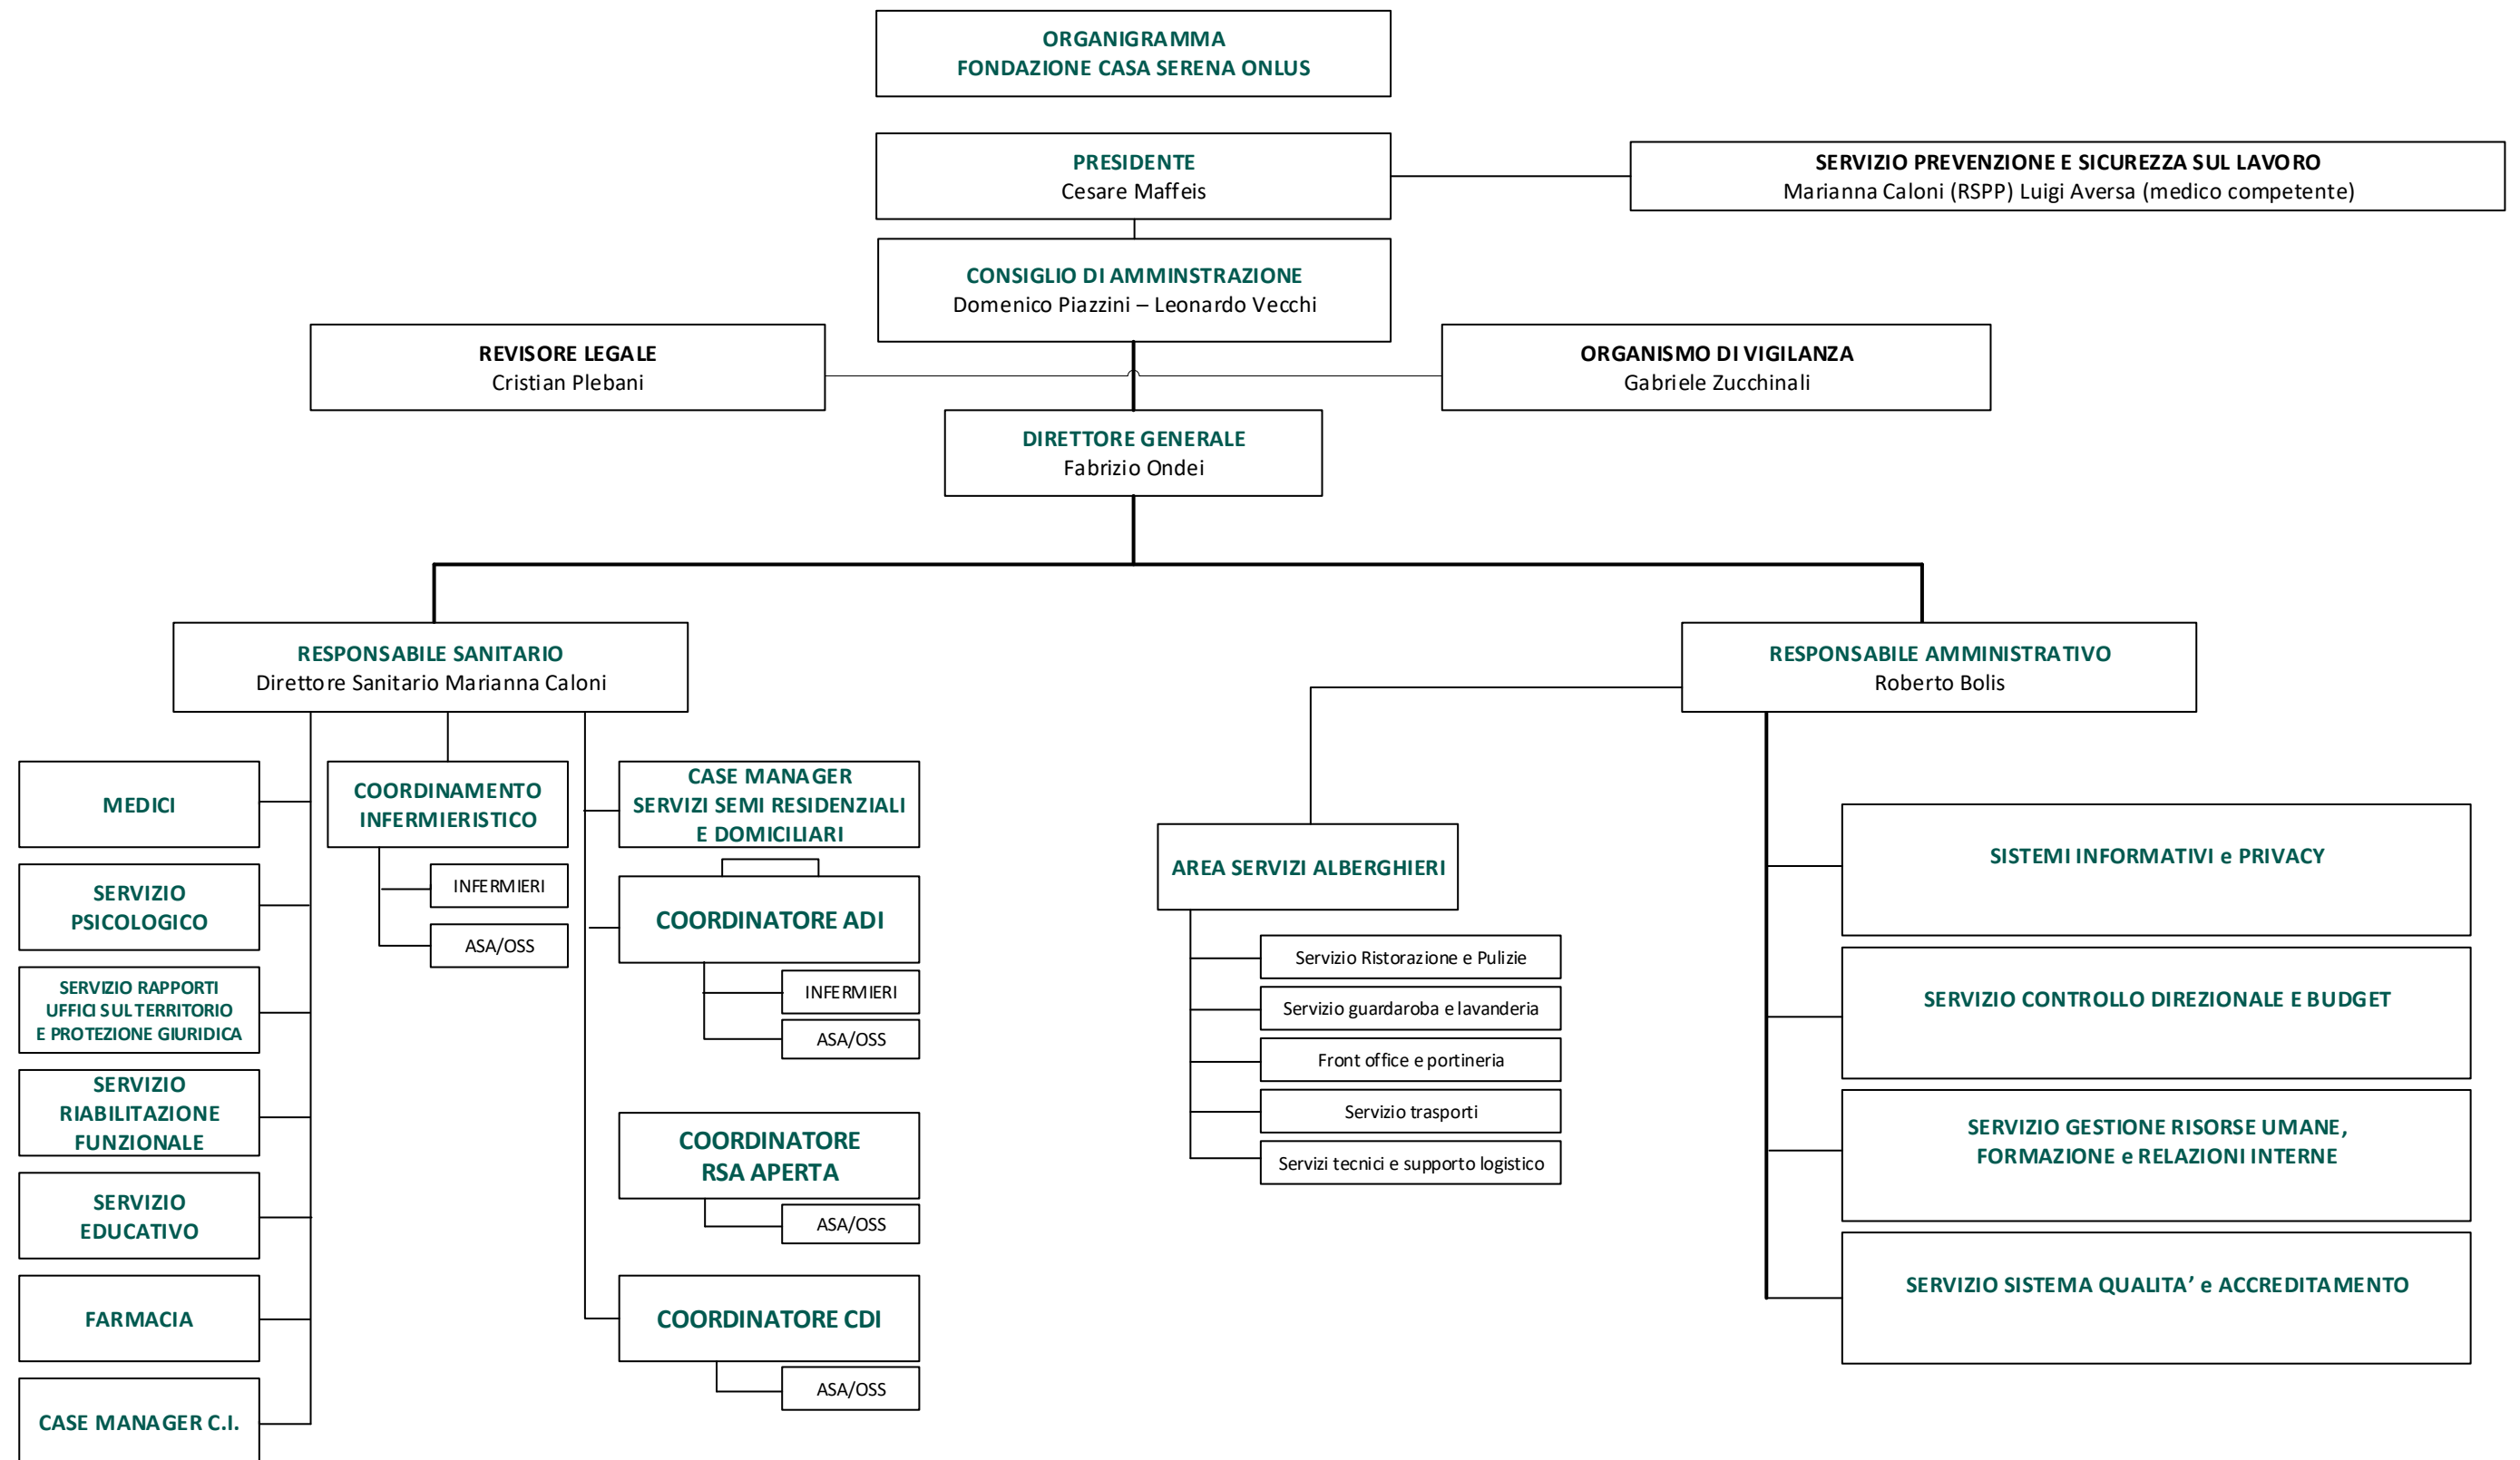 ORGANIGRAMMA
FONDAZIONE CASA SERENA ONLUS
PRESIDENTE
Cesare Maffeis
SERVIZIO PREVENZIONE E SICUREZZA SUL LAVORO
Marianna Caloni (RSPP) Luigi Aversa (medico competente)
CONSIGLIO DI AMMINSTRAZIONE
Domenico Piazzini – Leonardo Vecchi
REVISORE LEGALE
Cristian Plebani
ORGANISMO DI VIGILANZA
Gabriele Zucchinali
DIRETTORE GENERALE
Fabrizio Ondei
RESPONSABILE SANITARIO
Direttore Sanitario Marianna Caloni
RESPONSABILE AMMINISTRATIVO
Roberto Bolis
MEDICI
SERVIZIO
PSICOLOGICO
SERVIZIO RAPPORTI
UFFICI SUL TERRITORIO
E PROTEZIONE GIURIDICA
SERVIZIO
RIABILITAZIONE
FUNZIONALE
SERVIZIO
EDUCATIVO
FARMACIA
CASE MANAGER C.I.
COORDINAMENTO
INFERMIERISTICO
INFERMIERI
ASA/OSS
CASE MANAGER
SERVIZI SEMI RESIDENZIALI
E DOMICILIARI
COORDINATORE ADI
INFERMIERI
ASA/OSS
COORDINATORE
RSA APERTA
ASA/OSS
COORDINATORE CDI
ASA/OSS
AREA SERVIZI ALBERGHIERI
Servizio Ristorazione e Pulizie
Servizio guardaroba e lavanderia
Front office e portineria
Servizio trasporti
Servizi tecnici e supporto logistico
SISTEMI INFORMATIVI e PRIVACY
SERVIZIO CONTROLLO DIREZIONALE E BUDGET
SERVIZIO GESTIONE RISORSE UMANE,
FORMAZIONE e RELAZIONI INTERNE
SERVIZIO SISTEMA QUALITA’ e ACCREDITAMENTO